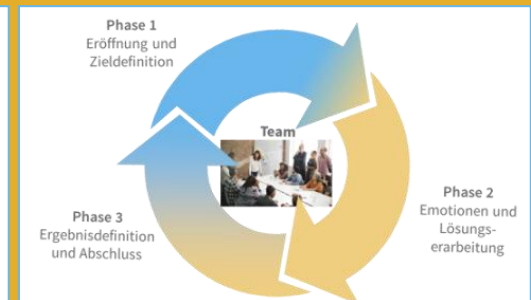 Phase 1
Eröffnung und
Zieldefinition
Team
Phase 2
Emotionen und
Lösungs-
erarbeitung
Phase 3
Ergebnisdefinition
und Abschluss